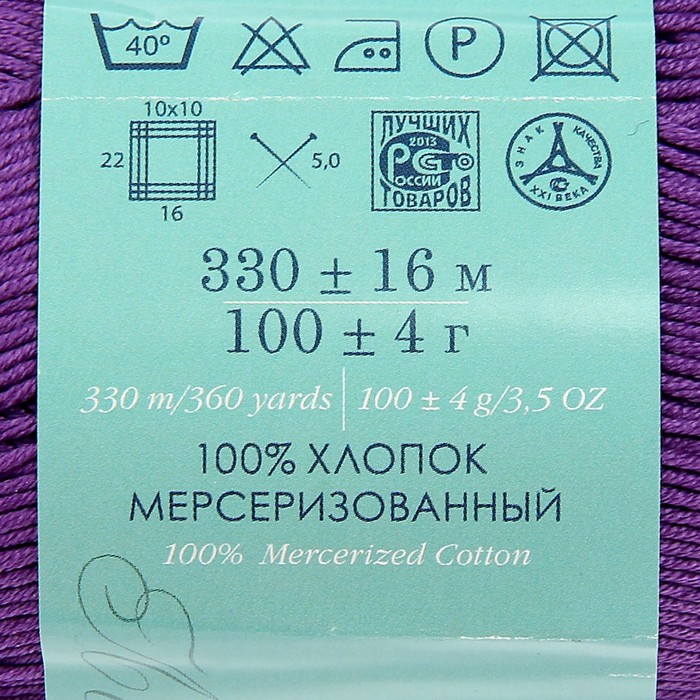 40°
P
10x10
22
5,0
16
ЛУЧШИХ
2013
РОССИИ
ТОВАРОВ
ЗНАК КАЧЕСТВА
XXI ВЕКА
330 ± 16 м
100 ± 4 г
330 m/360 yards | 100 ± 4 g/3,5 OZ
100% ХЛОПОК
МЕРСЕРИЗОВАННЫЙ
100% Mercerized Cotton